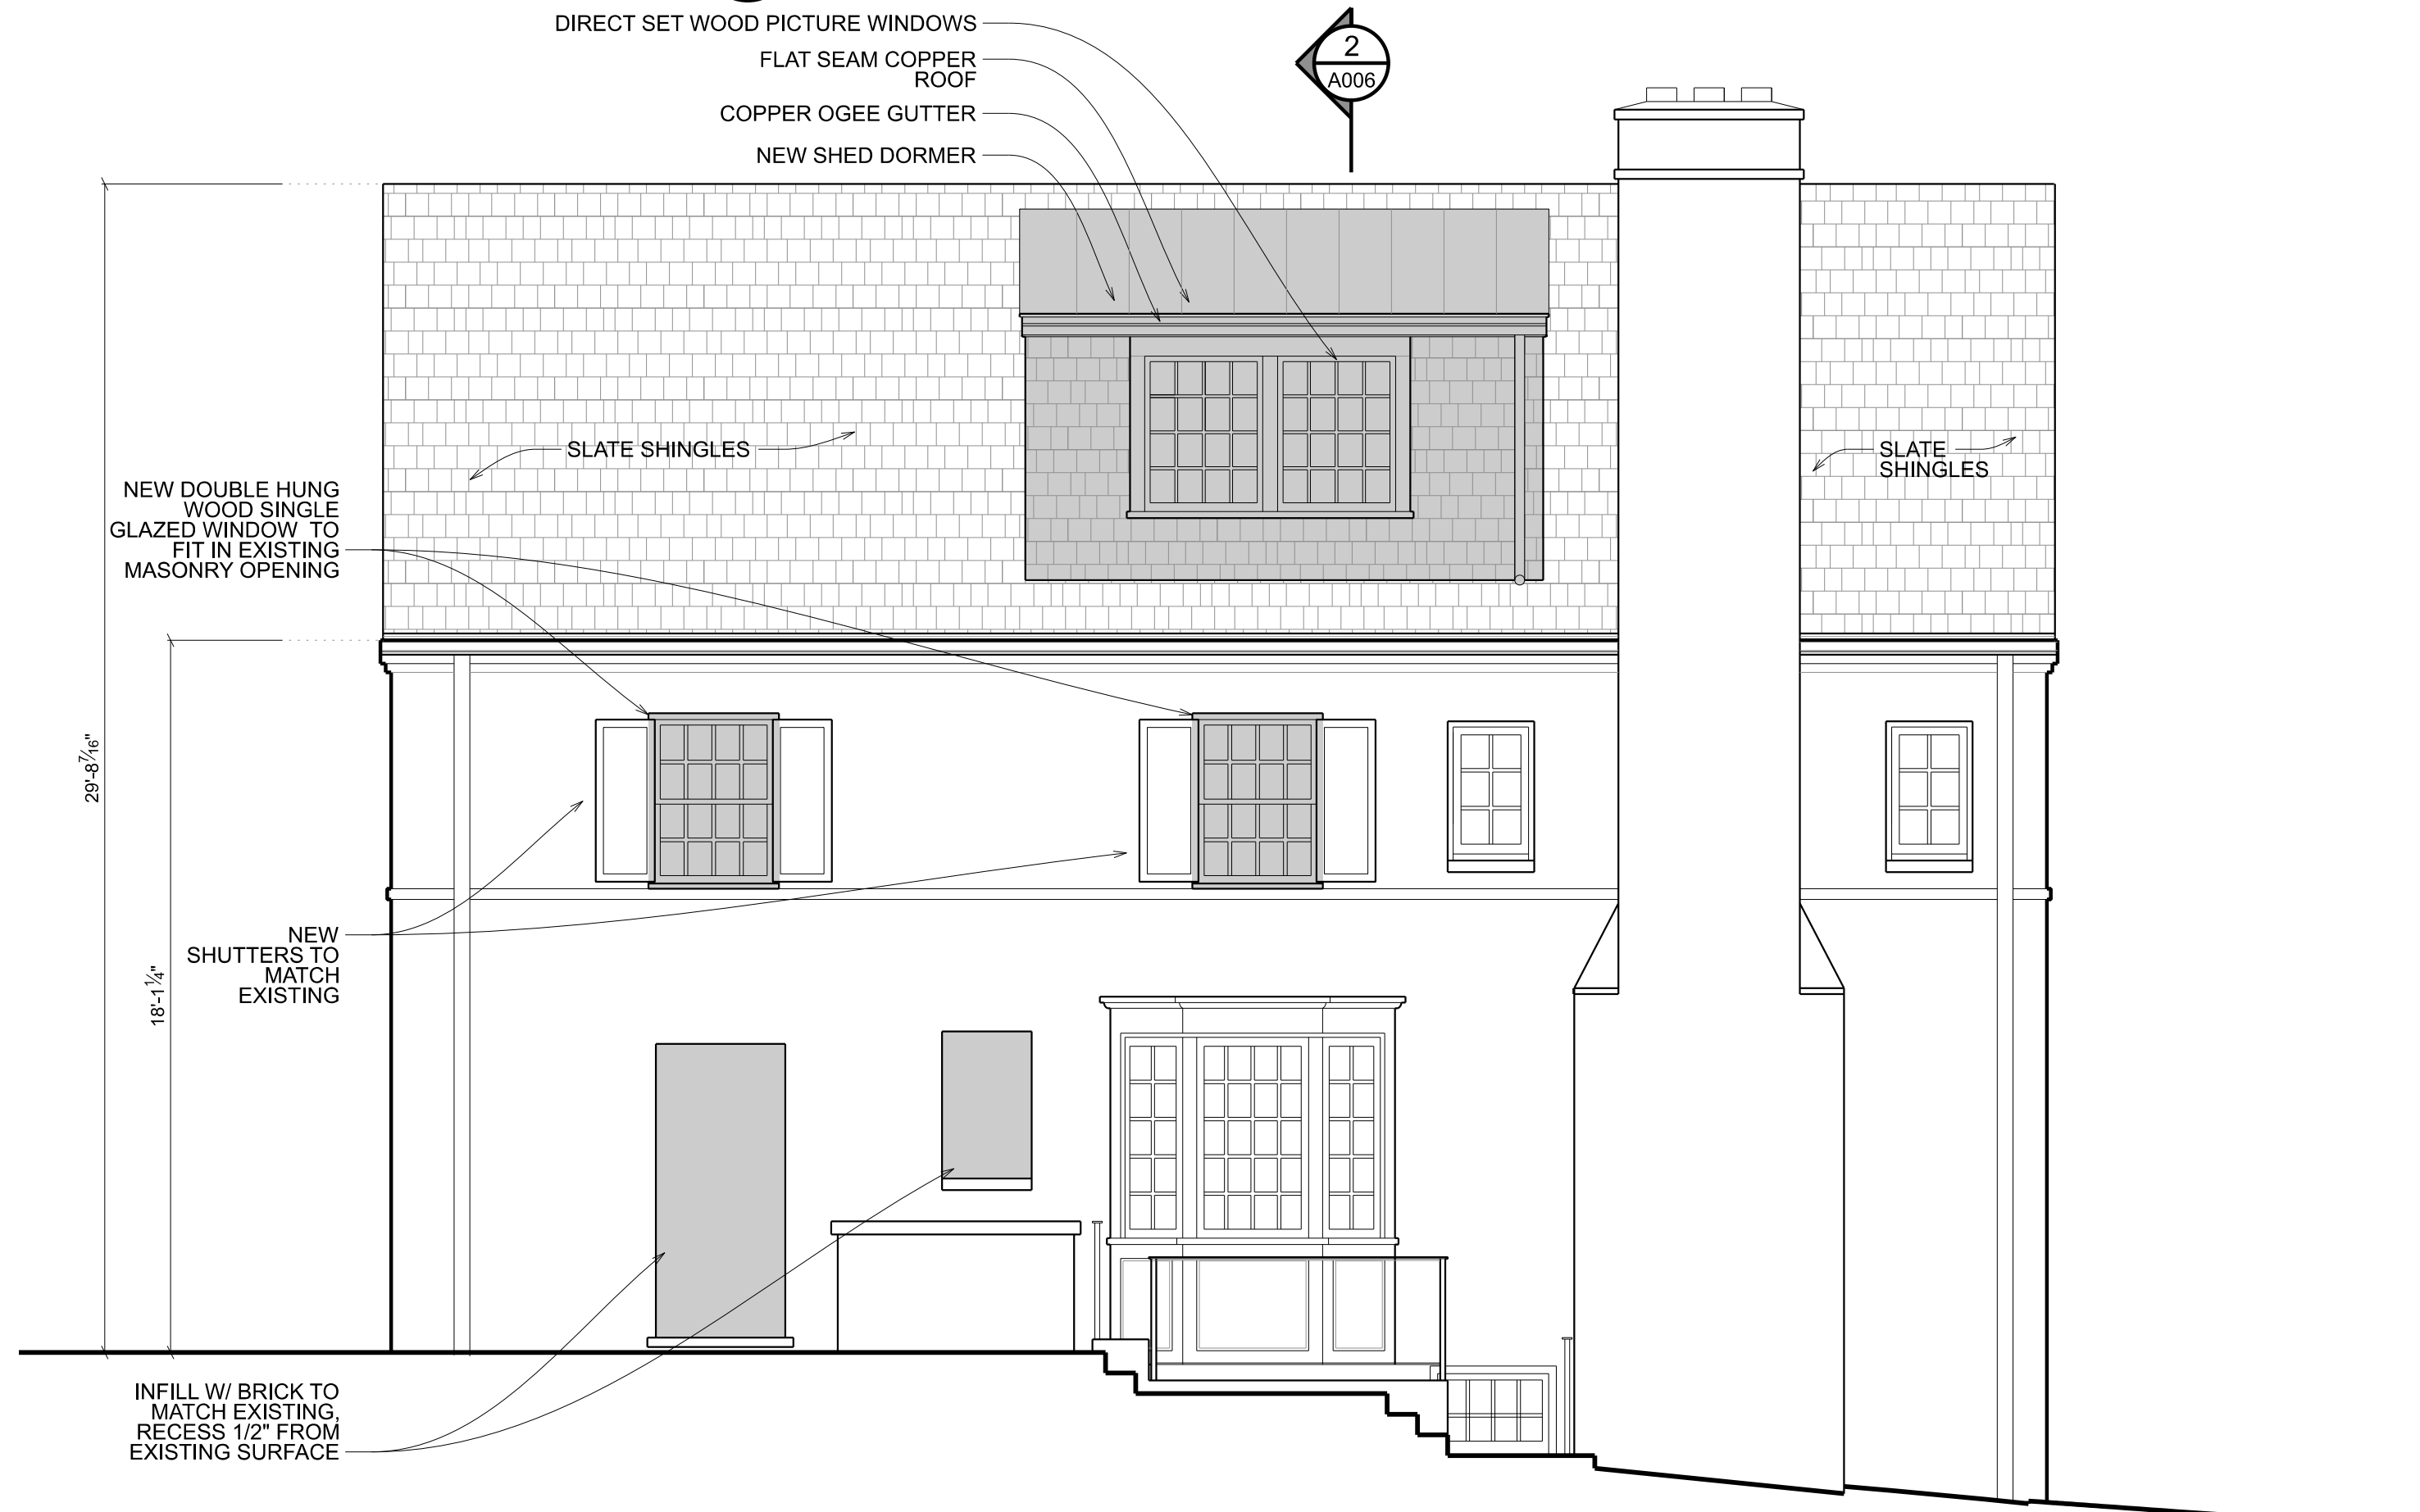 DIRECT SET WOOD PICTURE WINDOWS
FLAT SEAM COPPER
ROOF
COPPER OGEE GUTTER
NEW SHED DORMER
2
A006
SLATE SHINGLES
SLATE
SHINGLES
NEW DOUBLE HUNG
WOOD SINGLE
GLAZED WINDOW TO
FIT IN EXISTING
MASONRY OPENING
29'-8 7/16"
18'-1 1/4"
NEW
SHUTTERS TO
MATCH
EXISTING
INFILL W/ BRICK TO
MATCH EXISTING,
RECESS 1/2" FROM
EXISTING SURFACE